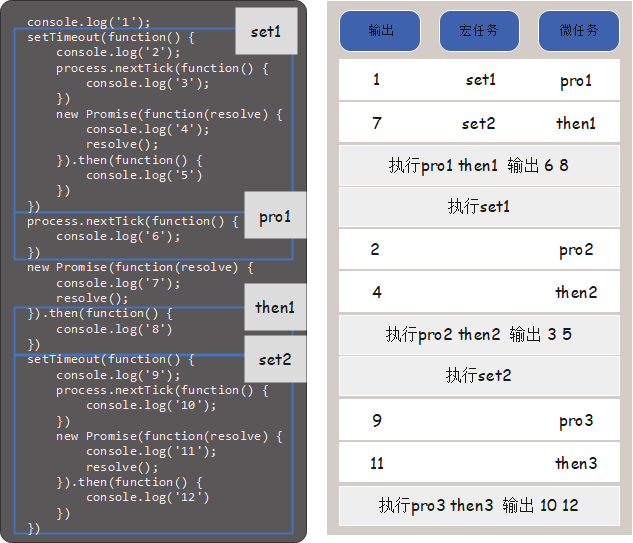 console.log('1');
setTimeout(function() {
    console.log('2');
    process.nextTick(function() {
        console.log('3');
    })
    new Promise(function(resolve) {
        console.log('4');
        resolve();
    }).then(function() {
        console.log('5')
    })
})
process.nextTick(function() {
    console.log('6');
})
new Promise(function(resolve) {
    console.log('7');
    resolve();
}).then(function() {
    console.log('8')
})
setTimeout(function() {
    console.log('9');
    process.nextTick(function() {
        console.log('10');
    })
    new Promise(function(resolve) {
        console.log('11');
        resolve();
    }).then(function() {
        console.log('12')
    })
})
set1
pro1
then1
set2
输出 宏任务 微任务
1 set1 pro1
7 set2 then1
执行pro1 then1 输出 6 8
执行set1
2 pro2
4 then2
执行pro2 then2 输出 3 5
执行set2
9 pro3
11 then3
执行pro3 then3 输出 10 12